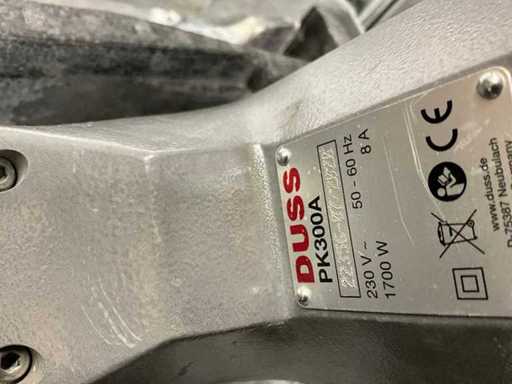 DUSS
PK300A
230 V~ 50 - 60 Hz
1700 W 8 A
CE
www.duss.de
D-75387 Neubulach
Germany